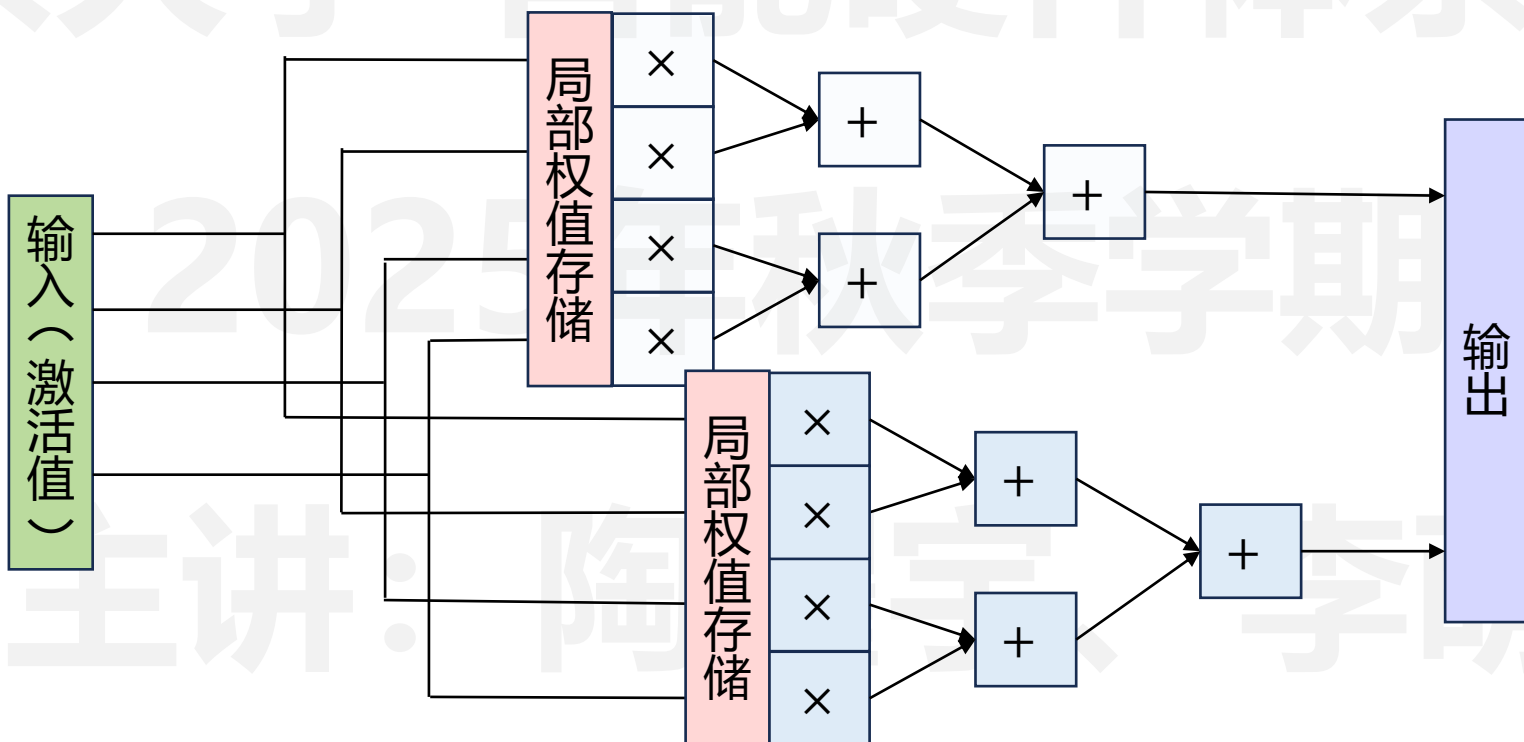 2025年秋季学期
主讲：陶
输入（激活值）
局部权值存储
×
×
×
×
+
+
+
局部权值存储
×
×
×
×
+
+
+
输出